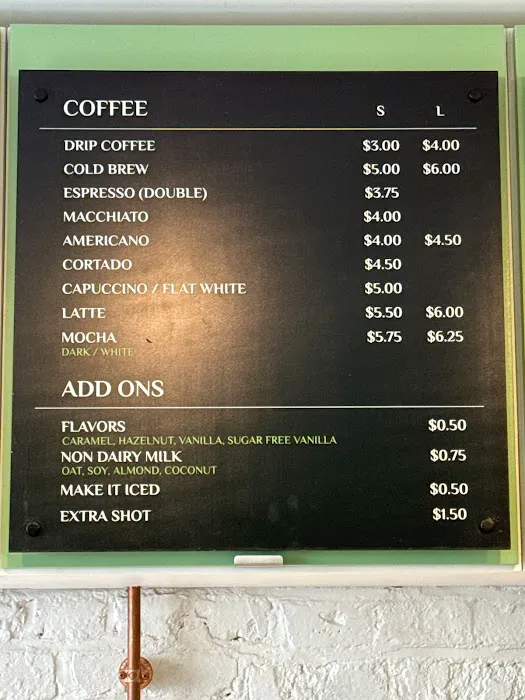 COFFEE S L
DRIP COFFEE $3.00 $4.00
COLD BREW $5.00 $6.00
ESPRESSO (DOUBLE) $3.75
MACCHIATO $4.00
AMERICANO $4.00 $4.50
CORTADO $4.50
CAPUCCINO / FLAT WHITE $5.00
LATTE $5.50 $6.00
MOCHA $5.75 $6.25
DARK / WHITE
ADD ONS
FLAVORS $0.50
CARAMEL, HAZELNUT, VANILLA, SUGAR FREE VANILLA
NON DAIRY MILK $0.75
OAT, SOY, ALMOND, COCONUT
MAKE IT ICED $0.50
EXTRA SHOT $1.50